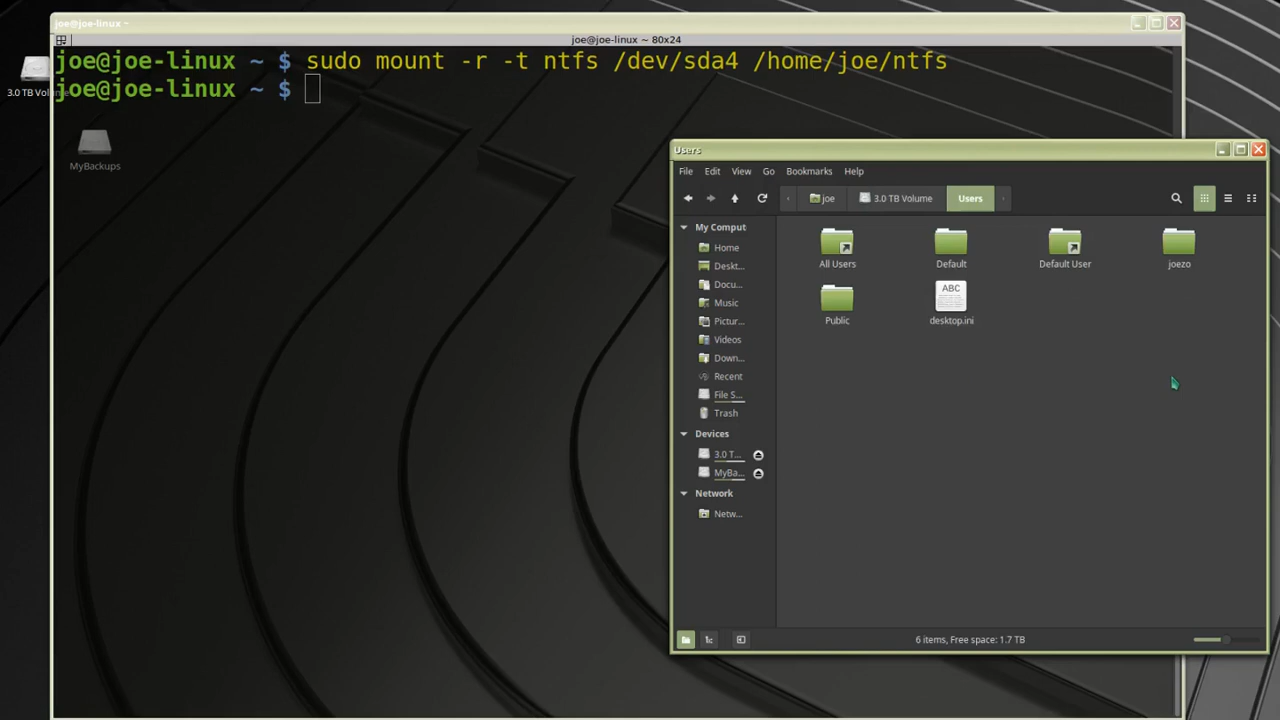 joe@joe-linux ~
joe@joe-linux ~ 80x24
joe@joe-linux ~ $ sudo mount -r -t ntfs /dev/sda4 /home/joe/ntfs
joe@joe-linux ~ $
3.0 TB Volume
MyBackups
Users
File Edit View Go Bookmarks Help
joe 3.0 TB Volume Users
My Comput
Home
Deskt...
Docu...
Music
Pictur...
Videos
Down...
Recent
File S...
Trash
Devices
3.0 T...
MyBa...
Network
Netw...
All Users Default Default User joezo
ABC
Public desktop.ini
6 items, Free space: 1.7 TB